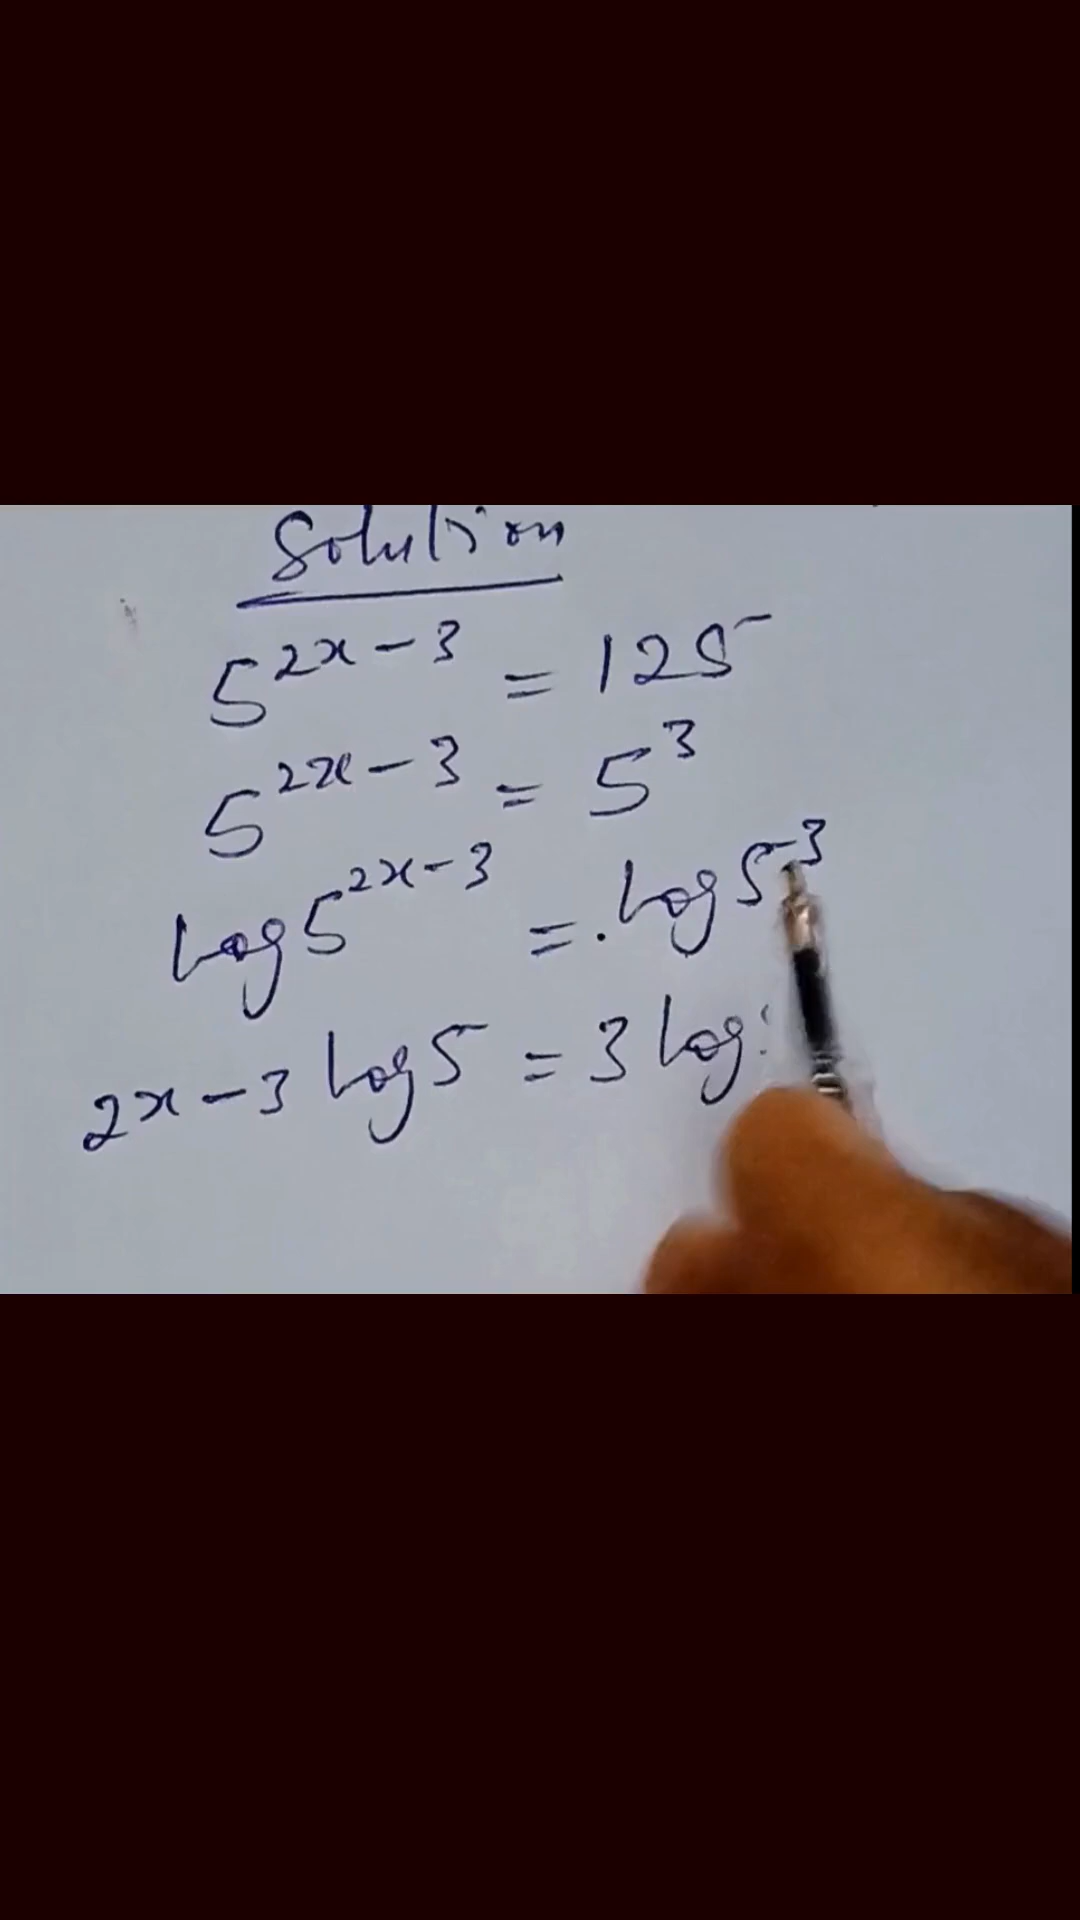 Solution
5^{2x-3} = 125
5^{2x-3} = 5^3
log 5^{2x-3} = . log 5^3
2x-3 log 5 = 3 log